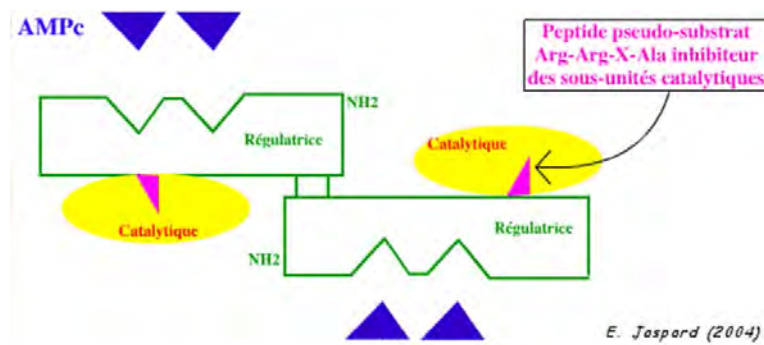 AMPc
Peptide pseudo-substrat
Arg-Arg-X-Ala inhibiteur
des sous-unités catalytiques
NH2
Régulatrice
Catalytique
Catalytique
NH2
Régulatrice
E. Jaspard (2004)